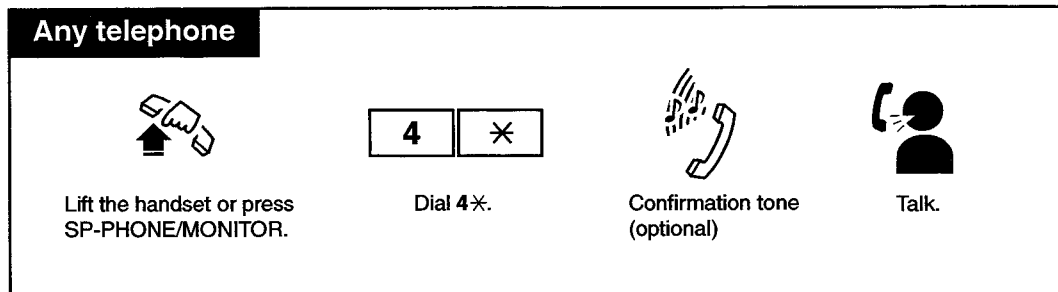 Any telephone
4 ✳
Lift the handset or press
SP-PHONE/MONITOR.
Dial 4✳.
Confirmation tone
(optional)
Talk.